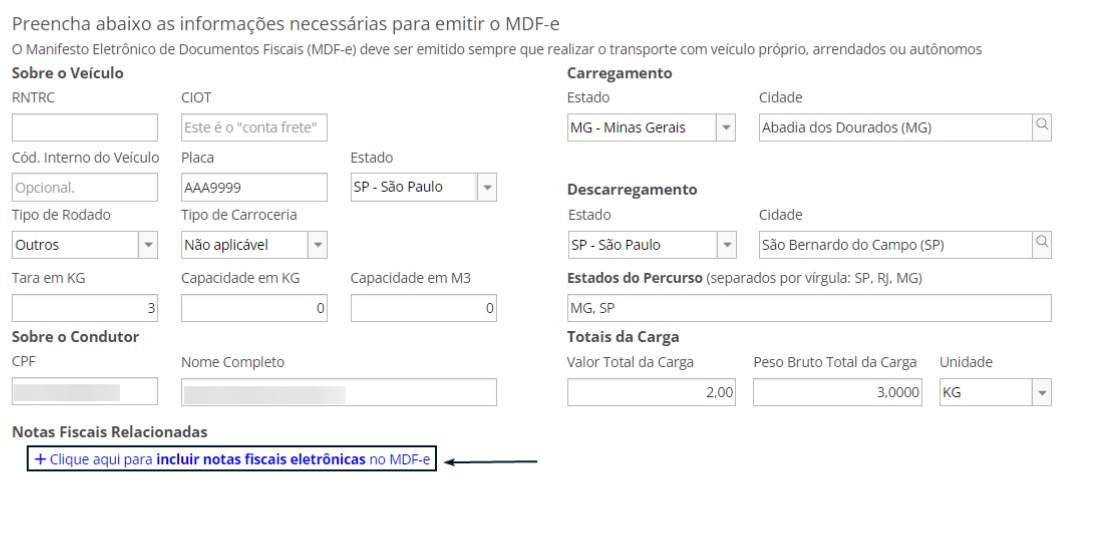 Preencha abaixo as informações necessárias para emitir o MDF-e
O Manifesto Eletrônico de Documentos Fiscais (MDF-e) deve ser emitido sempre que realizar o transporte com veículo próprio, arrendados ou autônomos
Sobre o Veículo
RNTRC CIOT
Este é o "conta frete"
Cód. Interno do Veículo Placa Estado
Opcional. AAA9999 SP - São Paulo
Tipo de Rodado Tipo de Carroceria
Outros Não aplicável
Tara em KG Capacidade em KG Capacidade em M3
3 0 0
Sobre o Condutor
CPF Nome Completo
Carregamento
Estado Cidade
MG - Minas Gerais Abadia dos Dourados (MG)
Descarregamento
Estado Cidade
SP - São Paulo São Bernardo do Campo (SP)
Estados do Percurso (separados por vírgula: SP, RJ, MG)
MG, SP
Totais da Carga
Valor Total da Carga Peso Bruto Total da Carga Unidade
2,00 3,0000 KG
Notas Fiscais Relacionadas
+ Clique aqui para incluir notas fiscais eletrônicas no MDF-e